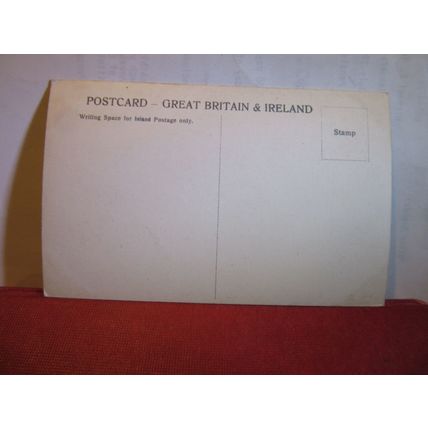 POSTCARD – GREAT BRITAIN & IRELAND
Writing Space for Inland Postage only.
Stamp